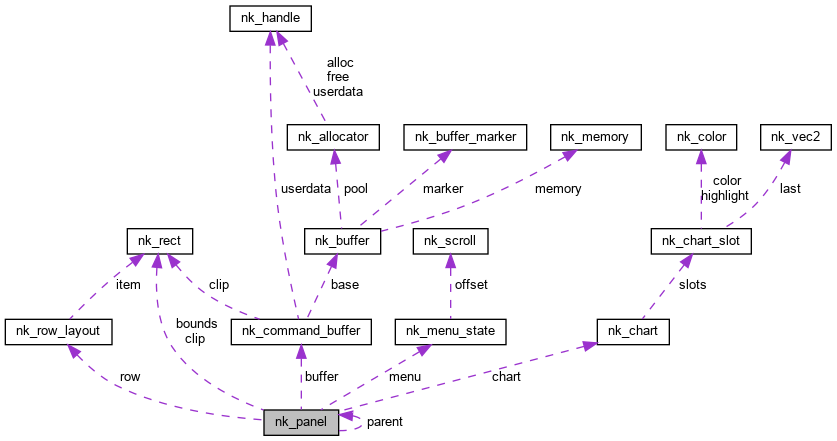 nk_handle
alloc
free
userdata
nk_allocator
nk_buffer_marker
nk_memory
nk_color
nk_vec2
userdata
pool
marker
memory
color
highlight
last
nk_rect
nk_buffer
nk_scroll
nk_chart_slot
item
clip
base
offset
slots
nk_row_layout
bounds
clip
nk_command_buffer
nk_menu_state
nk_chart
row
buffer
menu
chart
nk_panel
parent